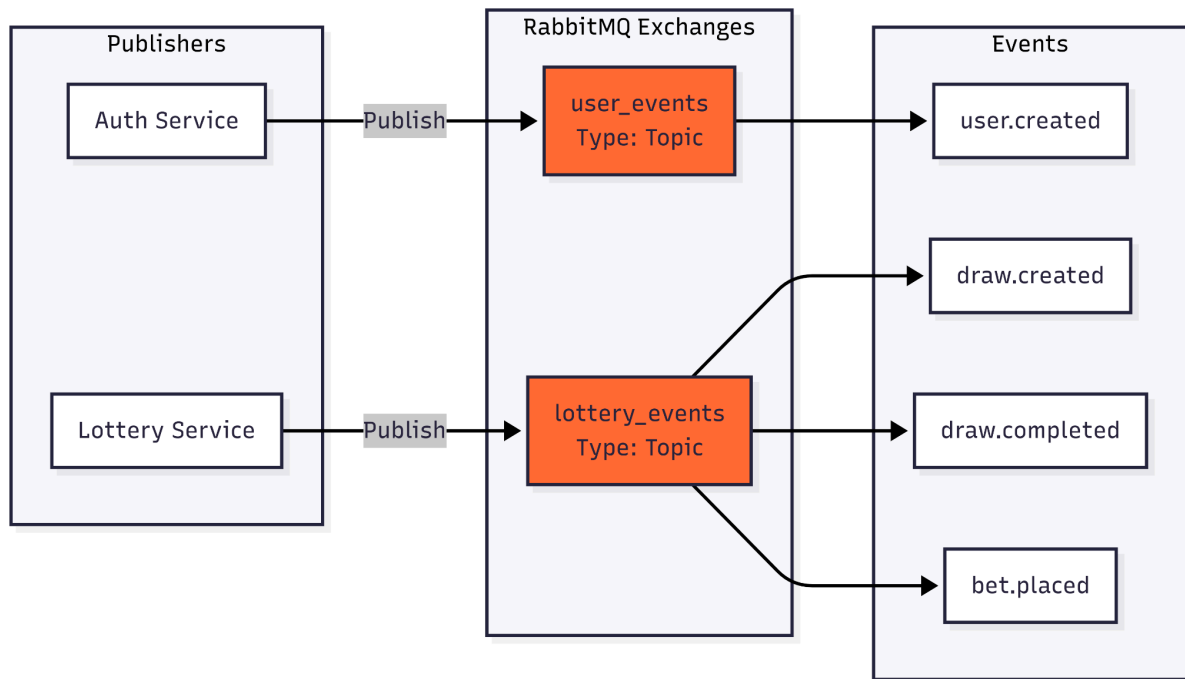 Publishers
Auth Service
Lottery Service
Publish
Publish
RabbitMQ Exchanges
user_events
Type: Topic
lottery_events
Type: Topic
Events
user.created
draw.created
draw.completed
bet.placed